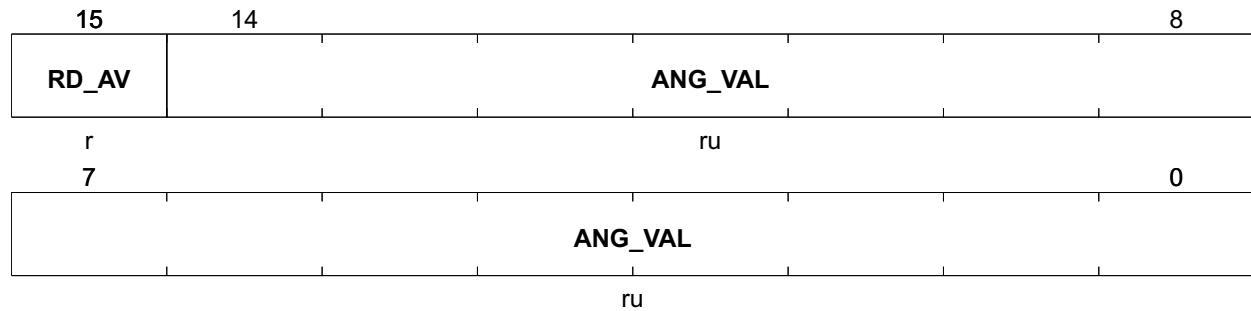 15 14 8
RD_AV ANG_VAL
r ru
7 0
ANG_VAL
ru